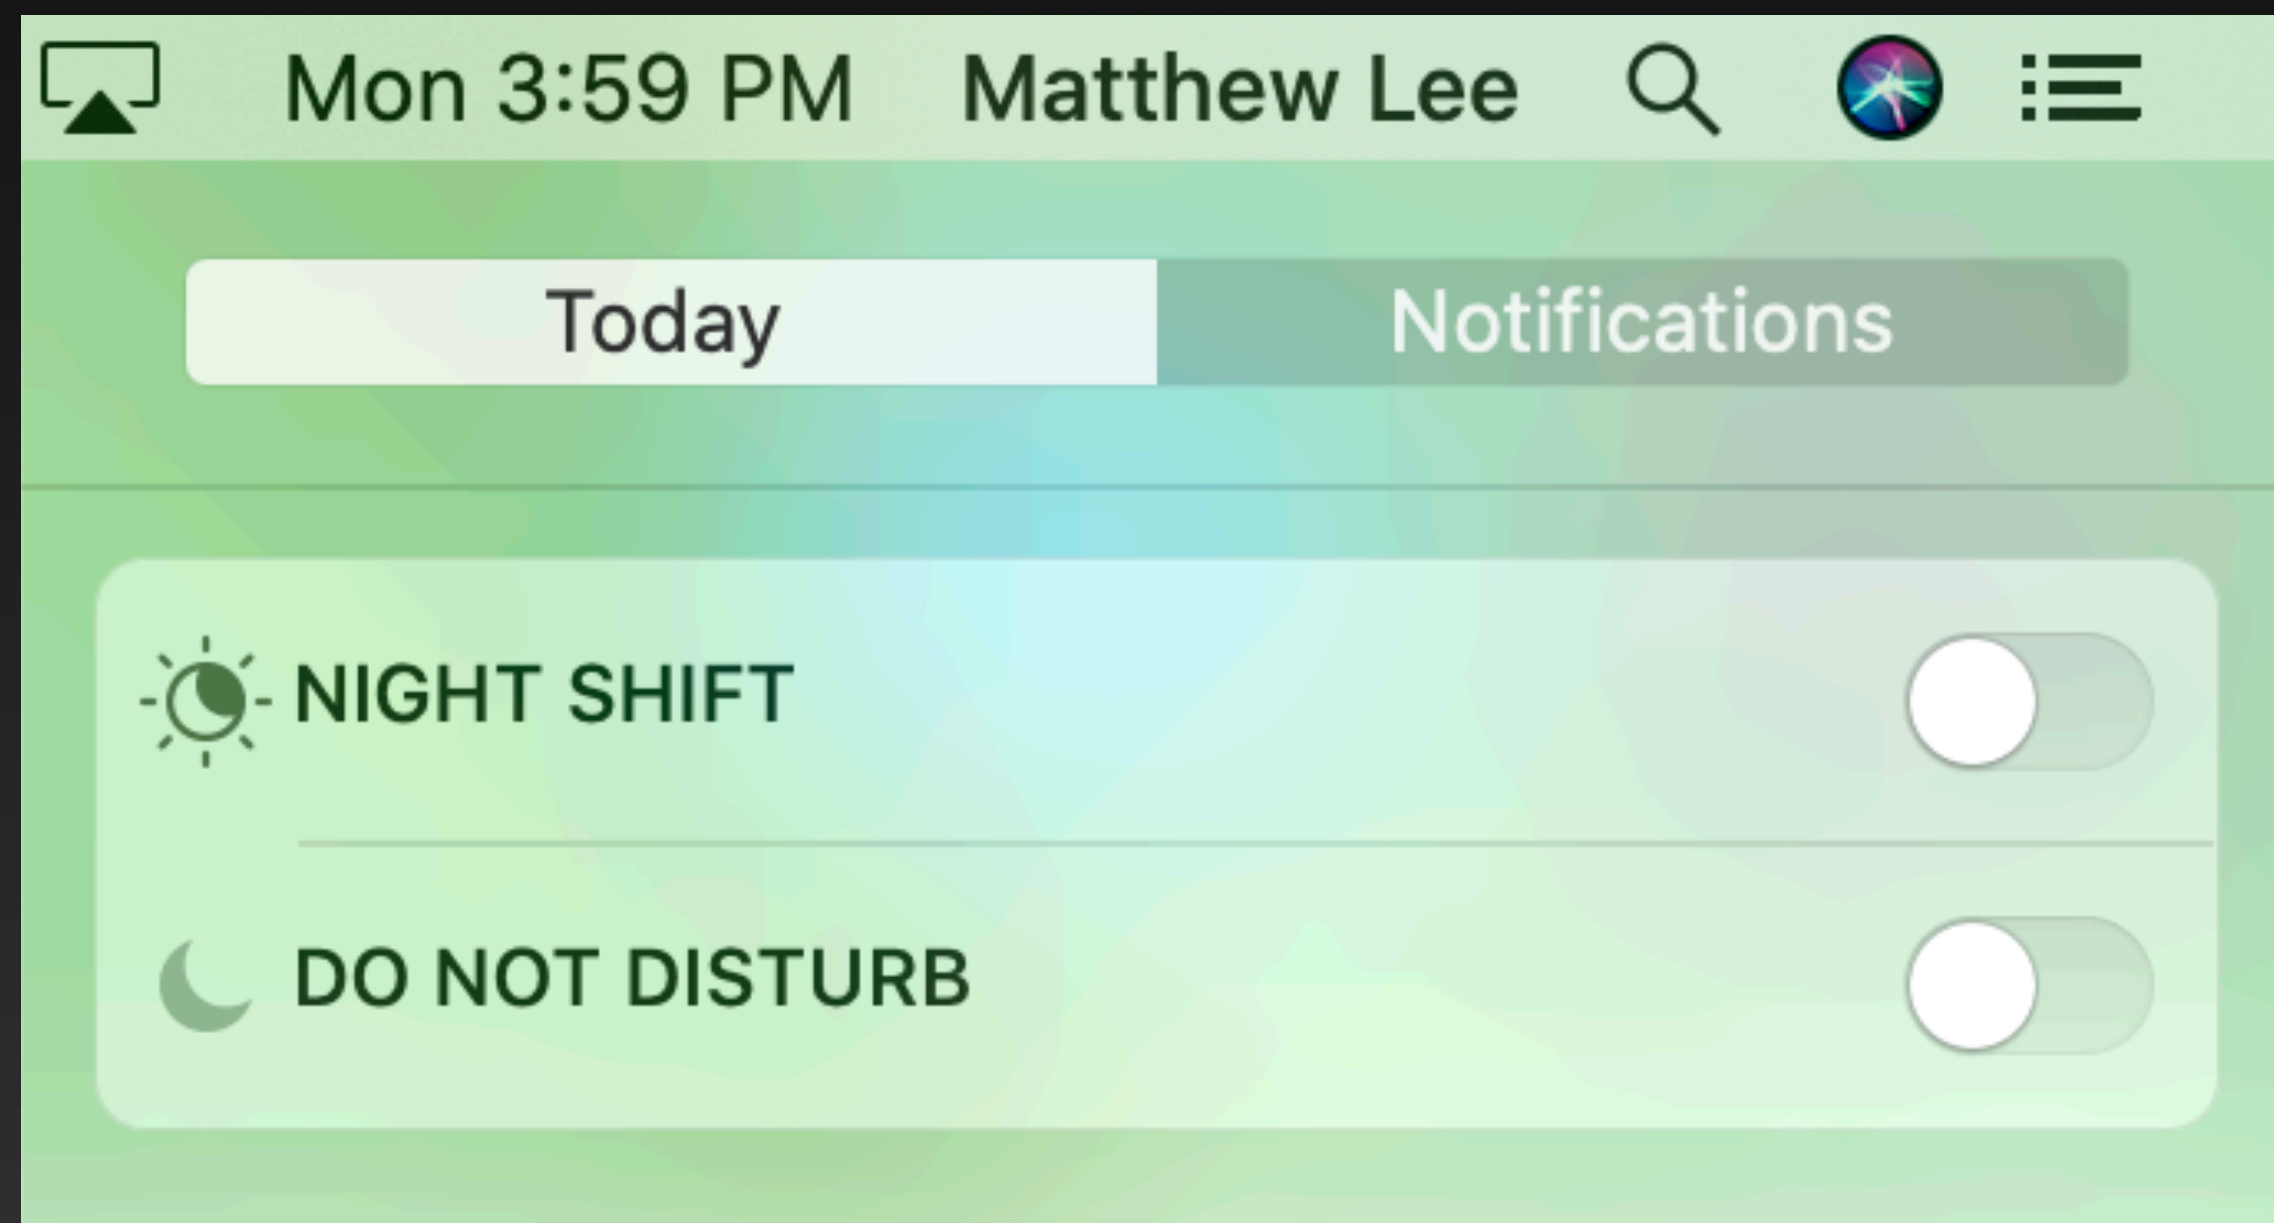 Mon 3:59 PM Matthew Lee
Today Notifications
NIGHT SHIFT
DO NOT DISTURB